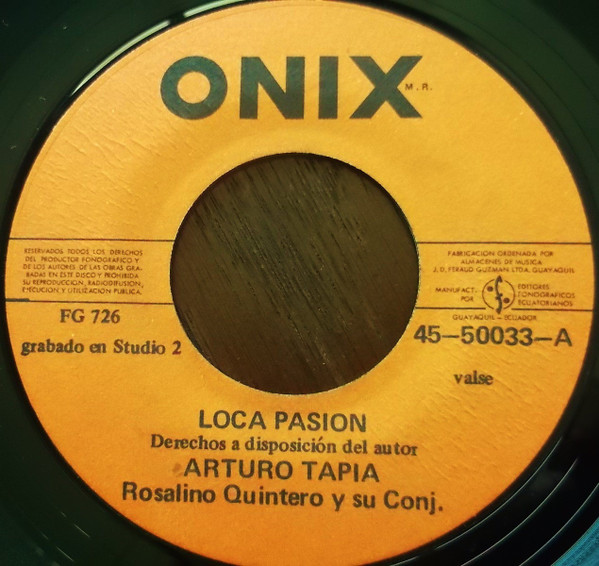 ONIX
M. R.
RESERVADOS TODOS LOS DERECHOS
DEL PRODUCTOR FONOGRAFICO Y
DE LOS AUTORES DE LAS OBRAS GRA-
BADAS EN ESTE DISCO Y PROHIBIDA
SU REPRODUCCION, RADIODIFUSION,
EJECUCION Y UTILIZACION PUBLICA.
FABRICACION ORDENADA POR
ALMACENES DE MUSICA
J. D. FERAUD GUZMAN LTDA. GUAYAQUIL
MANUFACT.
POR
EDITORES
FONOGRAFICOS
ECUATORIANOS
GUAYAQUIL - ECUADOR
FG 726
grabado en Studio 2
45-50033-A
valse
LOCA PASION
Derechos a disposición del autor
ARTURO TAPIA
Rosalino Quintero y su Conj.